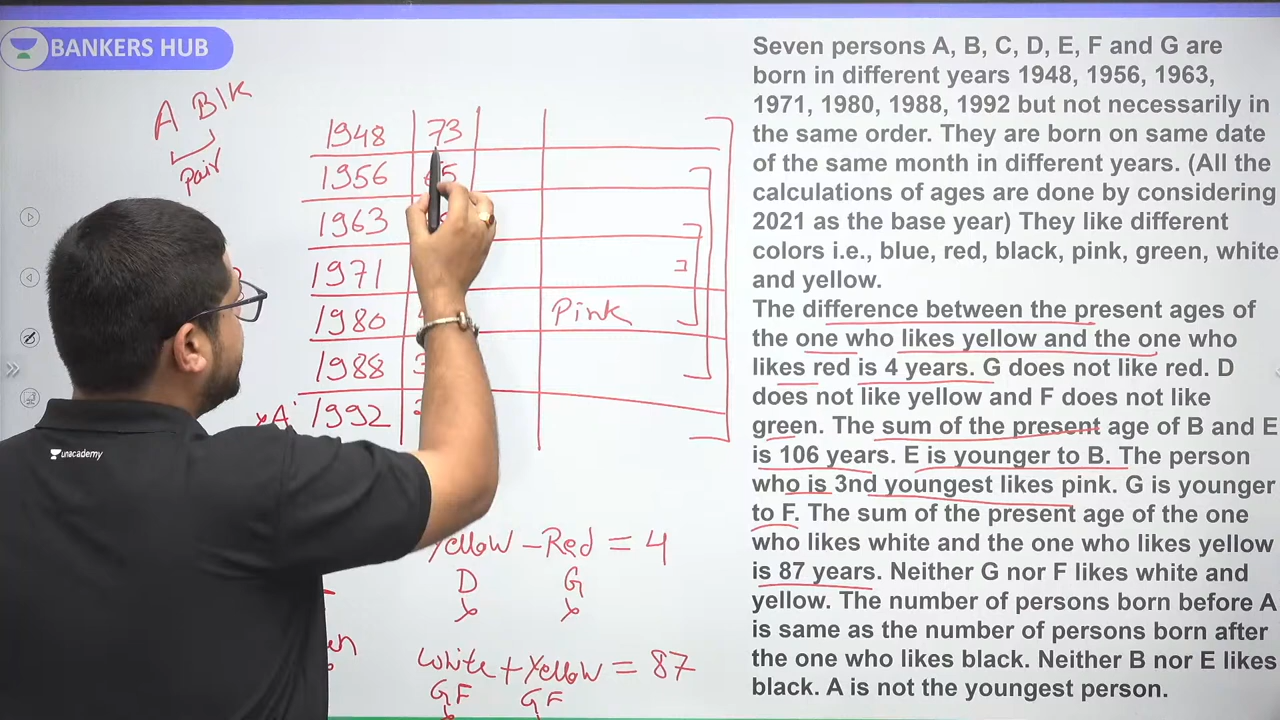 BANKERS HUB
A Blk
Pair
1948 73
1956
1963
1971
1980 Pink
1988
A 1992
Yellow - Red = 4
D G
White + Yellow = 87
GF GF
unacademy
Seven persons A, B, C, D, E, F and G are
born in different years 1948, 1956, 1963,
1971, 1980, 1988, 1992 but not necessarily in
the same order. They are born on same date
of the same month in different years. (All the
calculations of ages are done by considering
2021 as the base year) They like different
colors i.e., blue, red, black, pink, green, white
and yellow.
The difference between the present ages of
the one who likes yellow and the one who
likes red is 4 years. G does not like red. D
does not like yellow and F does not like
green. The sum of the present age of B and E
is 106 years. E is younger to B. The person
who is 3nd youngest likes pink. G is younger
to F. The sum of the present age of the one
who likes white and the one who likes yellow
is 87 years. Neither G nor F likes white and
yellow. The number of persons born before A
is same as the number of persons born after
the one who likes black. Neither B nor E likes
black. A is not the youngest person.